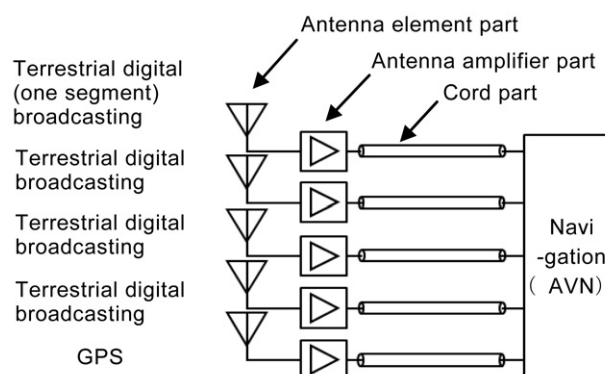 Antenna element part
Antenna amplifier part
Cord part
Terrestrial digital
(one segment)
broadcasting
Terrestrial digital
broadcasting
Terrestrial digital
broadcasting
Terrestrial digital
broadcasting
GPS
Navi
-gation
( AVN)